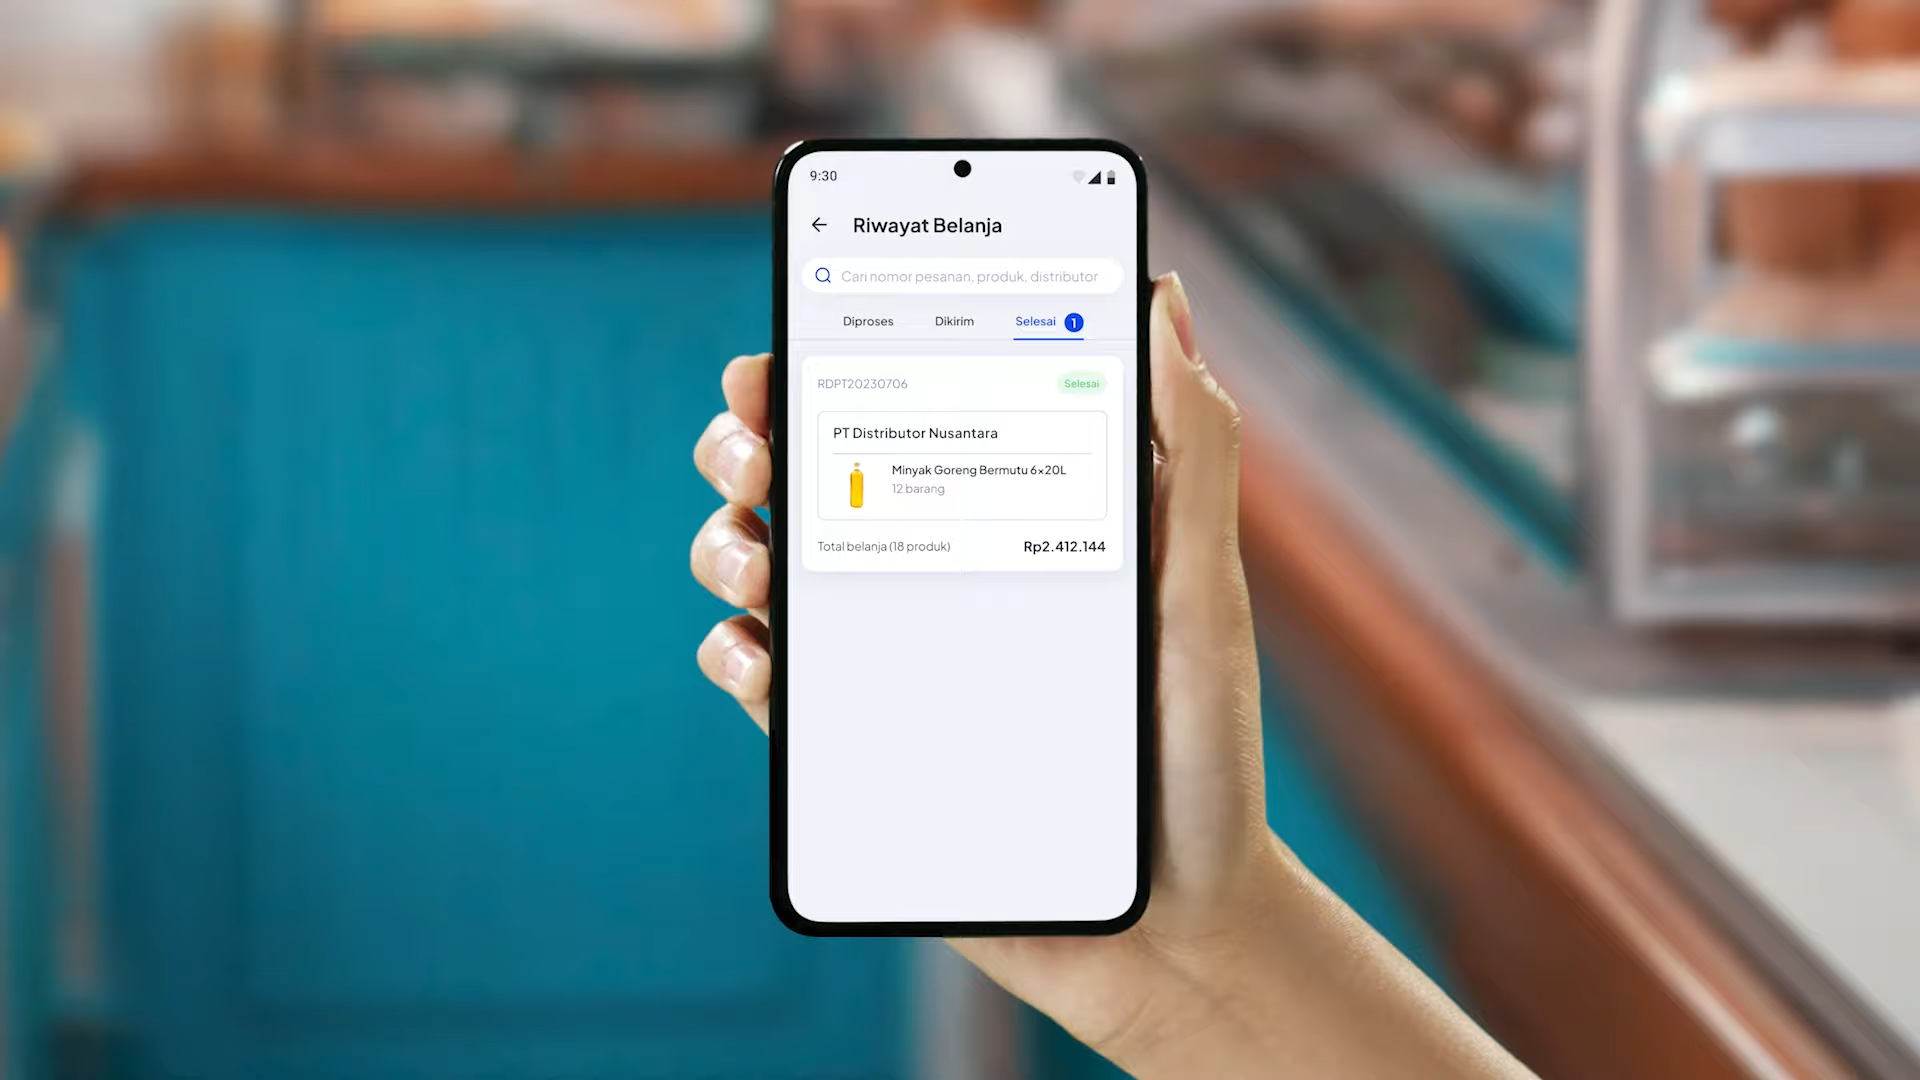 9:30
Riwayat Belanja
Cari nomor pesanan, produk, distributor
Diproses Dikirim Selesai 1
RDPT20230706 Selesai
PT Distributor Nusantara
Minyak Goreng Bermutu 6×20L
12 barang
Total belanja (18 produk) Rp2.412.144